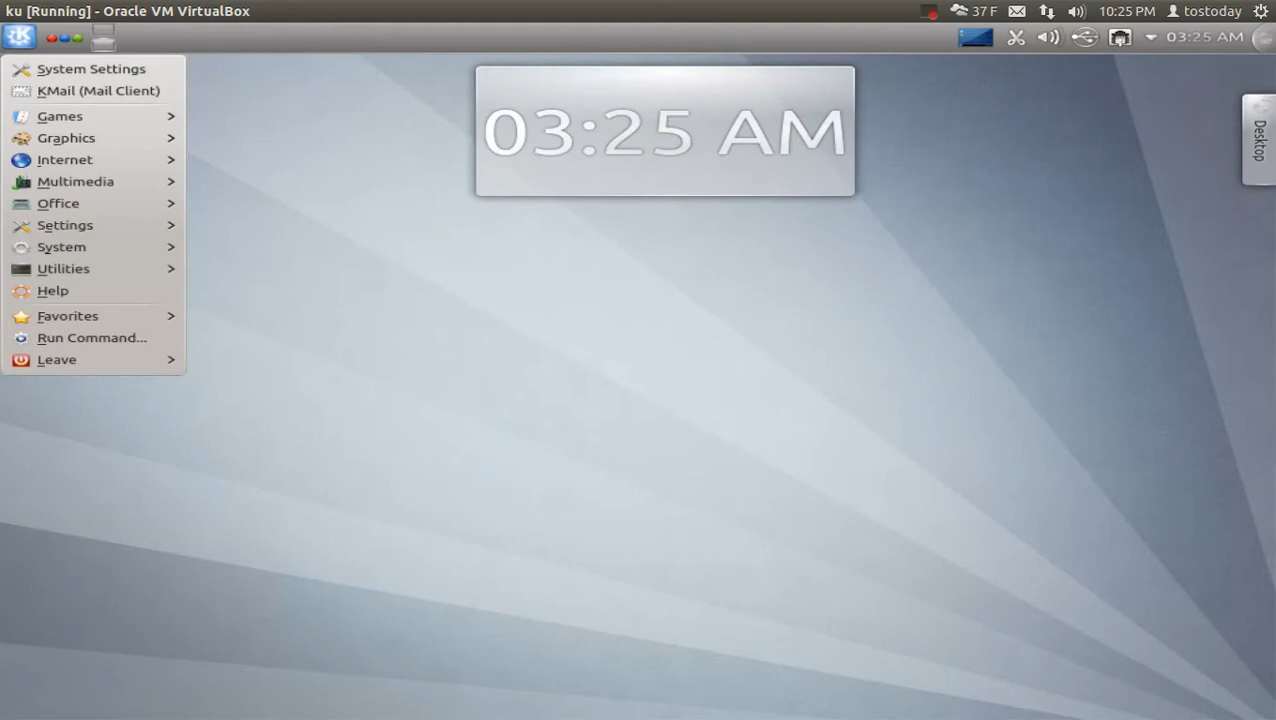 ku [Running] - Oracle VM VirtualBox
37 F
10:25 PM
tostoday
03:25 AM
System Settings
KMail (Mail Client)
Games
Graphics
Internet
Multimedia
Office
Settings
System
Utilities
Help
Favorites
Run Command...
Leave
03:25 AM
Desktop